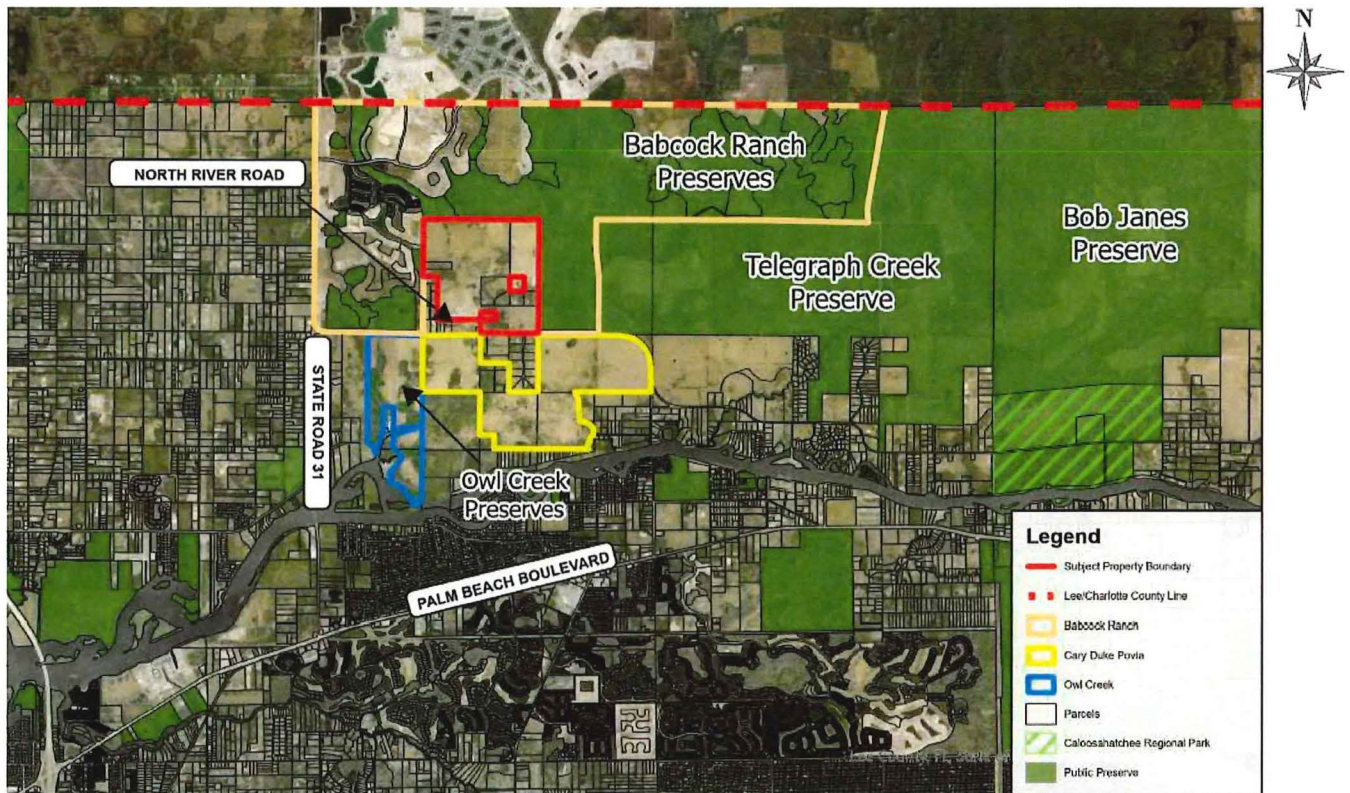 N
Babcock Ranch
Preserves
NORTH RIVER ROAD
Bob Janes
Preserve
Telegraph Creek
Preserve
STATE ROAD 31
Owl Creek
Preserves
PALM BEACH BOULEVARD
Legend
Subject Property Boundary
Lee/Charlotte County Line
Babcock Ranch
Cary Duke Povia
Owl Creek
Parcels
Caloosahatchee Regional Park
Public Preserve